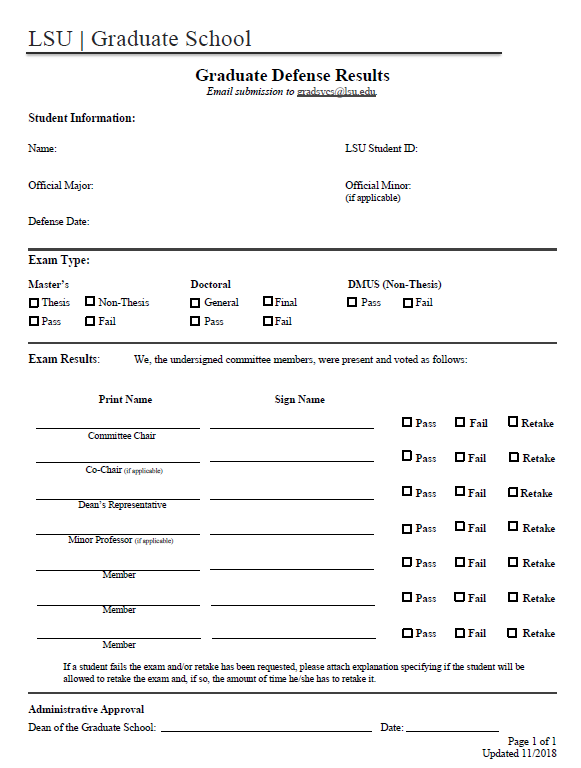 LSU | Graduate School
Graduate Defense Results
Email submission to gradsvcs@lsu.edu.
Student Information:
Name: LSU Student ID:
Official Major: Official Minor:
(if applicable)
Defense Date:
Exam Type:
Master's Doctoral DMUS (Non-Thesis)
Thesis Non-Thesis General Final Pass Fail
Pass Fail Pass Fail
Exam Results: We, the undersigned committee members, were present and voted as follows:
Print Name Sign Name
Pass Fail Retake
Committee Chair
Pass Fail Retake
Co-Chair (if applicable)
Pass Fail Retake
Dean's Representative
Pass Fail Retake
Minor Professor (if applicable)
Pass Fail Retake
Member
Pass Fail Retake
Member
Pass Fail Retake
Member
If a student fails the exam and/or retake has been requested, please attach explanation specifying if the student will be
allowed to retake the exam and, if so, the amount of time he/she has to retake it.
Administrative Approval
Dean of the Graduate School: Date:
Page 1 of 1
Updated 11/2018